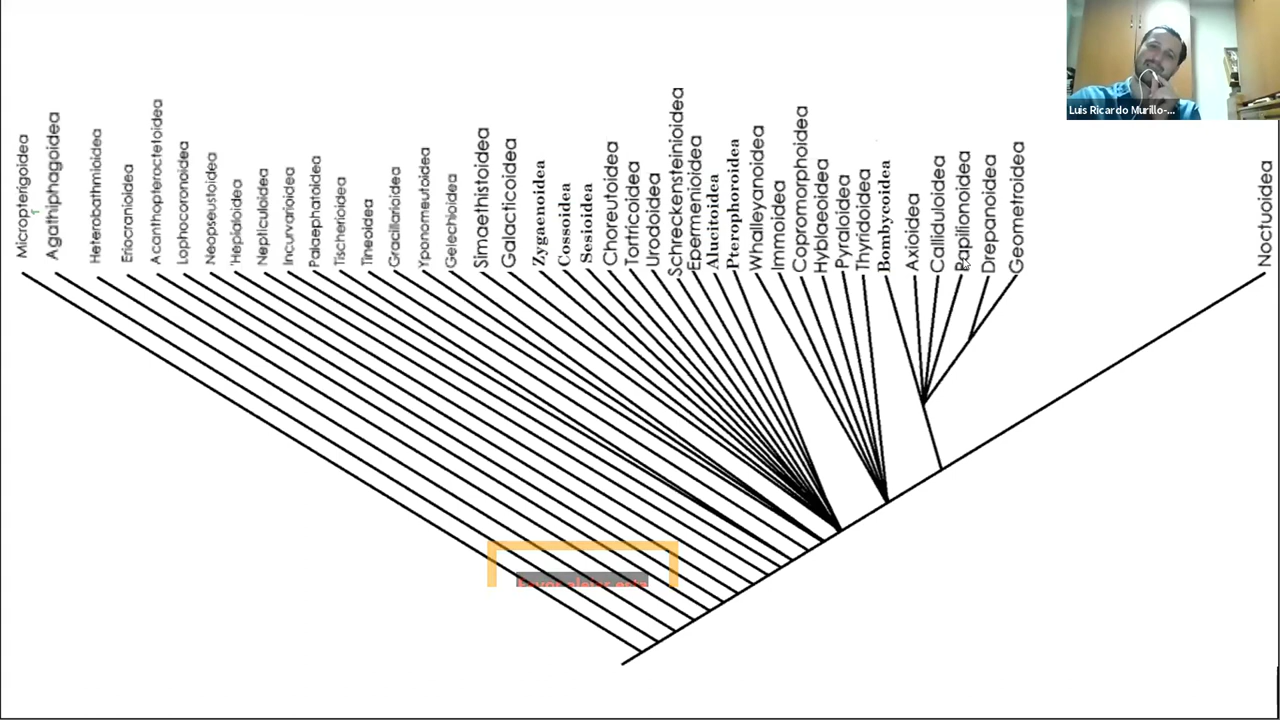 Micropterigoidea
Agathiphagoidea
Heterobathmioidea
Eriocranioidea
Acanthopteroctetoidea
Lophocoronoidea
Neopseustoidea
'Hepialoidea
Nepticuloidea
Incurvarioidea
Palaephatoidea
Tischerioidea
Tineoidea
Gracillarioidea
Yponomeutoidea
Gelechioidea
Simaethistoidea
Galacticoidea
Zygaenoidea
Cossoidea
Sesioidea
Choreutoidea
Tortricoidea
Urodoidea
Schreckensteinioidea
Epermenioidea
Alucitoidea
Pterophoroidea
Whalleyanoidea
Immoidea
Copromorphoidea
Hyblaeoidea
Pyraloidea
Thyridoidea
Bombycoidea
Axioidea
Calliduloidea
Papilionoidea
Drepanoidea
Geometroidea
Noctuoidea
Luis Ricardo Murillo-...